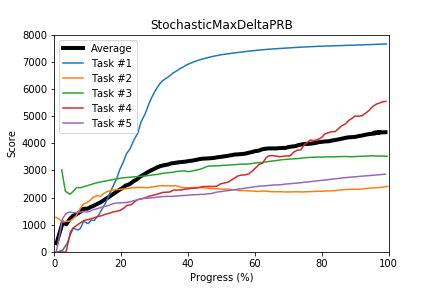 StochasticMaxDeltaPRB
8000
7000
6000
5000
4000
3000
2000
1000
0
Score
Average
Task #1
Task #2
Task #3
Task #4
Task #5
0 20 40 60 80 100
Progress (%)